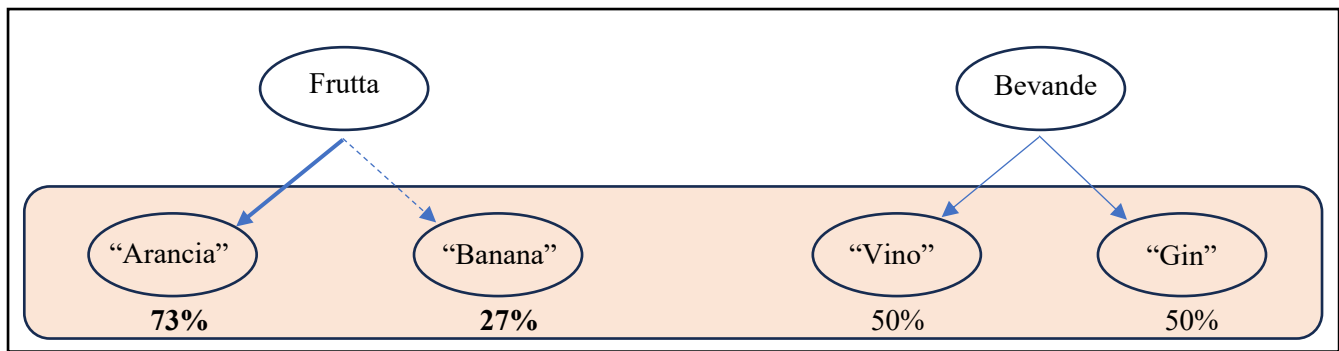 Frutta
Bevande
“Arancia”
“Banana”
“Vino”
“Gin”
73%
27%
50%
50%